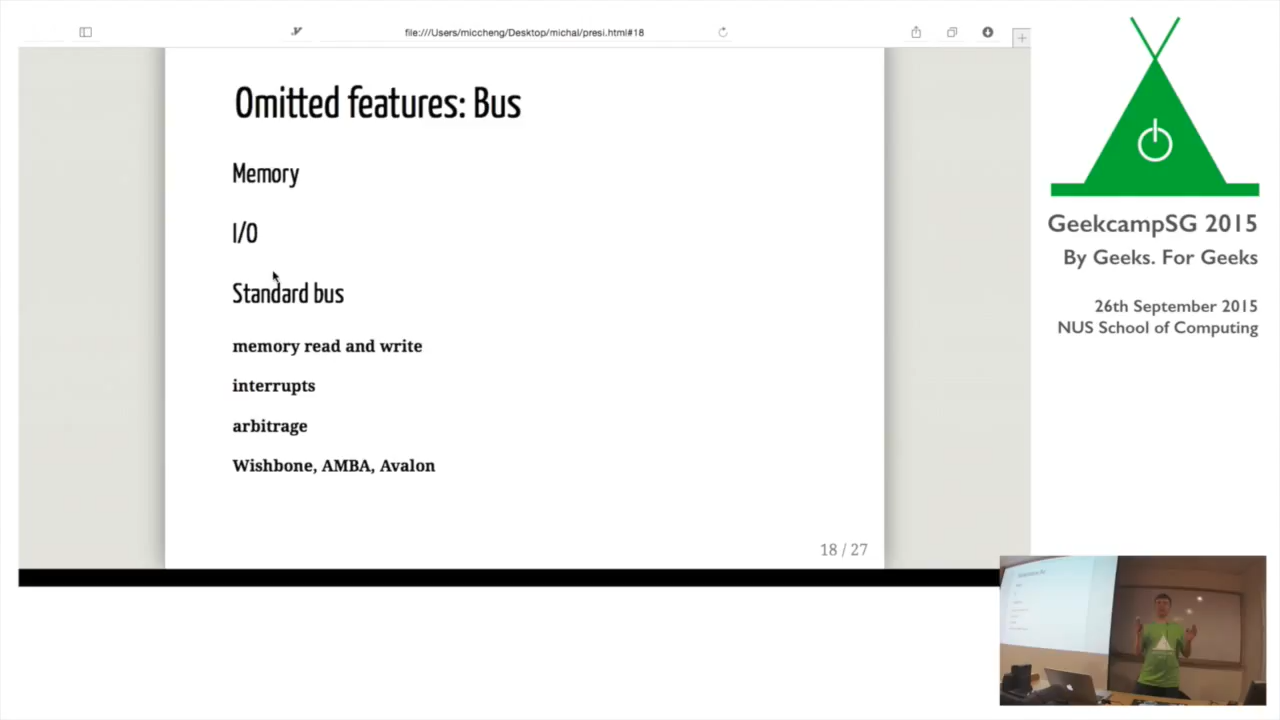 file:///Users/miccheng/Desktop/michal/presi.html#18
Omitted features: Bus
Memory
I/O
Standard bus
memory read and write
interrupts
arbitrage
Wishbone, AMBA, Avalon
18 / 27
GeekcampSG 2015
By Geeks. For Geeks
26th September 2015
NUS School of Computing